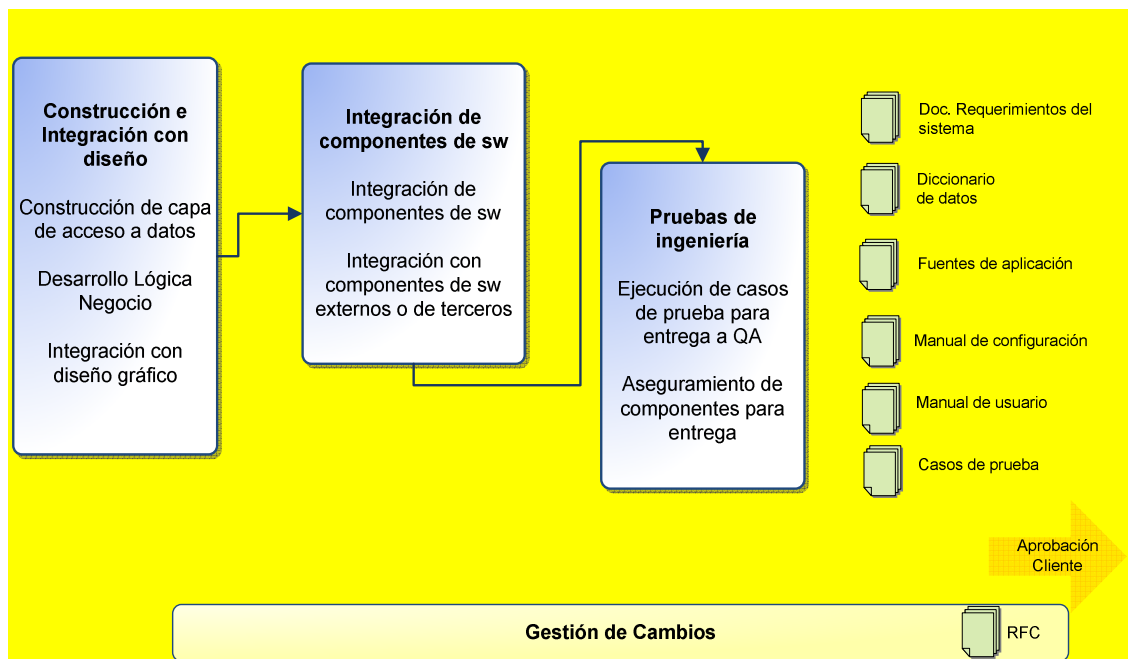 Construcción e
Integración con
diseño
Construcción de capa
de acceso a datos
Desarrollo Lógica
Negocio
Integración con
diseño gráfico
Integración de
componentes de sw
Integración de
componentes de sw
Integración con
componentes de sw
externos o de terceros
Pruebas de
ingeniería
Ejecución de casos
de prueba para
entrega a QA
Aseguramiento de
componentes para
entrega
Doc. Requerimientos del
sistema
Diccionario
de datos
Fuentes de aplicación
Manual de configuración
Manual de usuario
Casos de prueba
Aprobación
Cliente
Gestión de Cambios
RFC